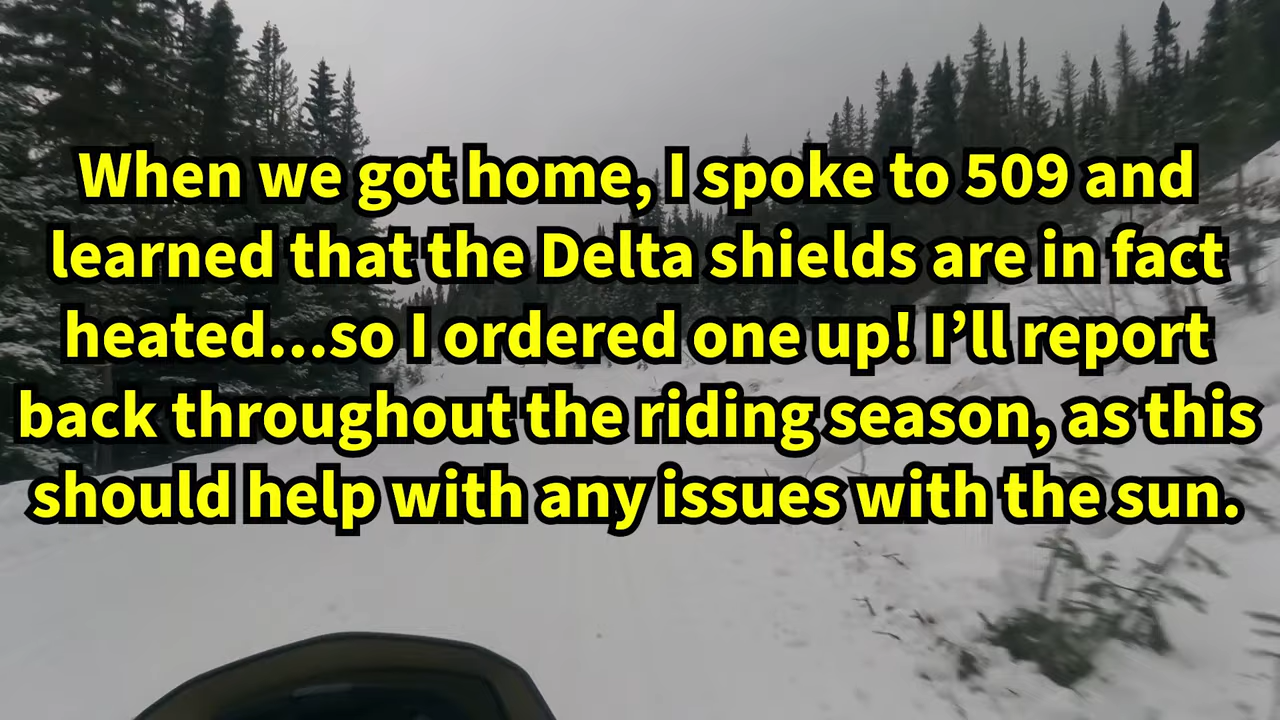 When we got home, I spoke to 509 and
learned that the Delta shields are in fact
heated...so I ordered one up! I’ll report
back throughout the riding season, as this
should help with any issues with the sun.